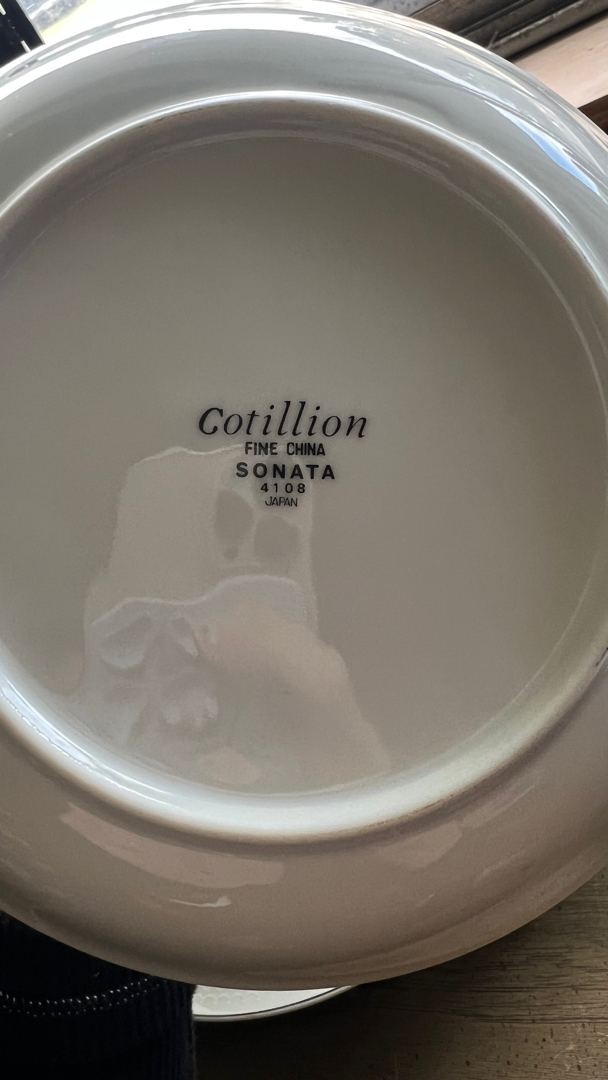 Cotillion
FINE CHINA
SONATA
4108
JAPAN